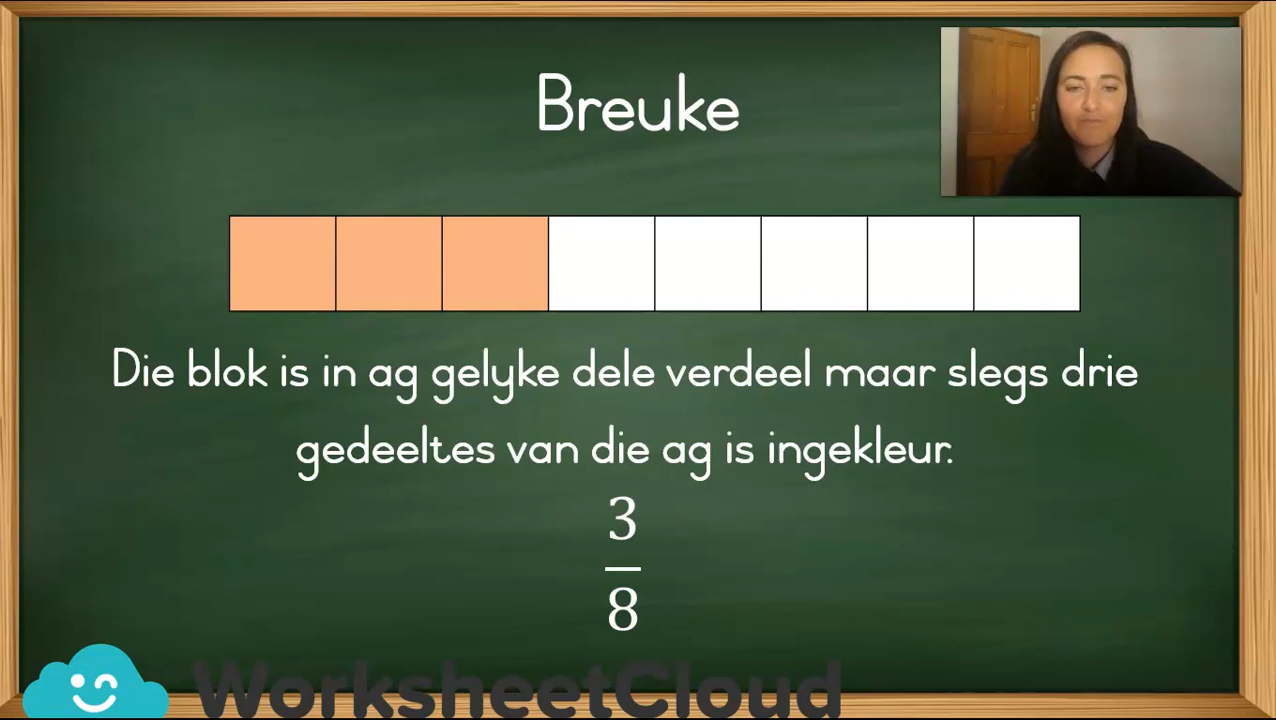 Breuke
Die blok is in ag gelyke dele verdeel maar slegs drie
gedeeltes van die ag is ingekleur.
3
8
WorksheetCloud